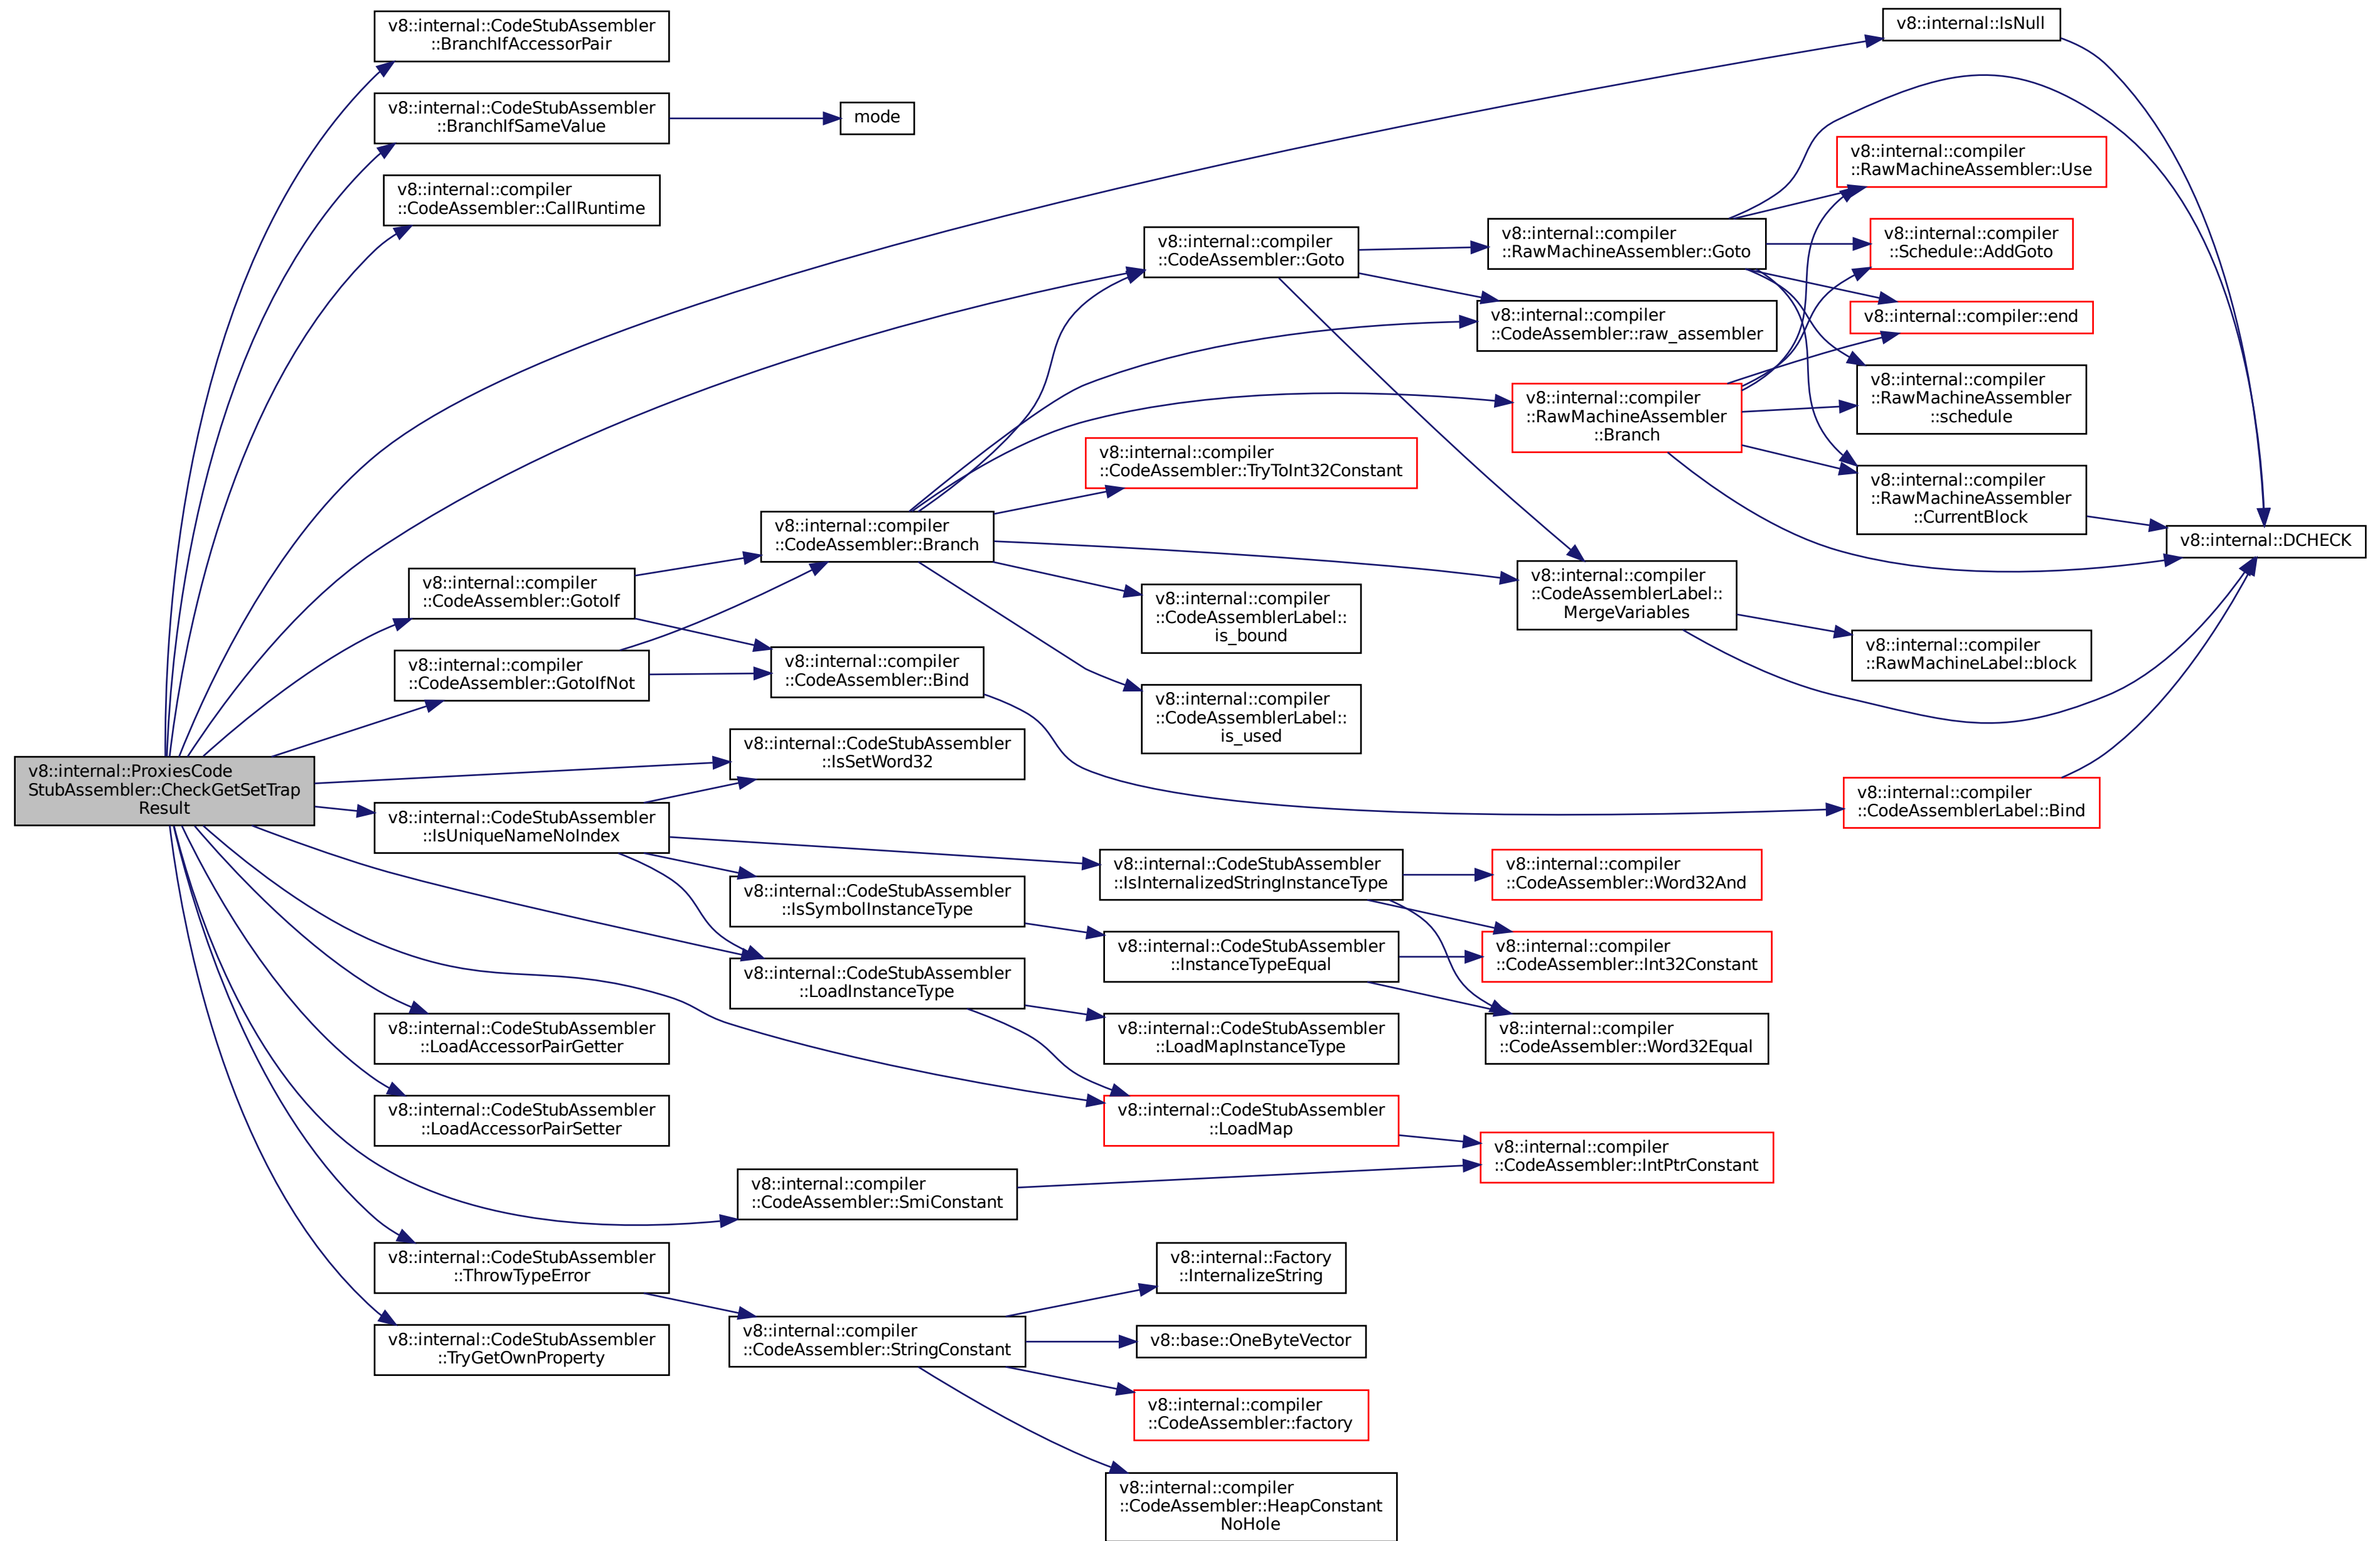 v8::internal::ProxiesCode
StubAssembler::CheckGetSetTrap
Result
v8::internal::CodeStubAssembler
::BranchIfAccessorPair
v8::internal::CodeStubAssembler
::BranchIfSameValue
mode
v8::internal::compiler
::CodeAssembler::CallRuntime
v8::internal::compiler
::CodeAssembler::GotoIf
v8::internal::compiler
::CodeAssembler::GotoIfNot
v8::internal::CodeStubAssembler
::IsUniqueNameNoIndex
v8::internal::CodeStubAssembler
::LoadAccessorPairGetter
v8::internal::CodeStubAssembler
::LoadAccessorPairSetter
v8::internal::CodeStubAssembler
::ThrowTypeError
v8::internal::CodeStubAssembler
::TryGetOwnProperty
v8::internal::compiler
::CodeAssembler::Branch
v8::internal::compiler
::CodeAssembler::Bind
v8::internal::CodeStubAssembler
::IsSetWord32
v8::internal::CodeStubAssembler
::IsSymbolInstanceType
v8::internal::CodeStubAssembler
::LoadInstanceType
v8::internal::compiler
::CodeAssembler::SmiConstant
v8::internal::compiler
::CodeAssembler::StringConstant
v8::internal::compiler
::CodeAssembler::Goto
v8::internal::compiler
::CodeAssembler::TryToInt32Constant
v8::internal::compiler
::CodeAssemblerLabel::
is_bound
v8::internal::compiler
::CodeAssemblerLabel::
is_used
v8::internal::CodeStubAssembler
::IsInternalizedStringInstanceType
v8::internal::CodeStubAssembler
::InstanceTypeEqual
v8::internal::CodeStubAssembler
::LoadMapInstanceType
v8::internal::CodeStubAssembler
::LoadMap
v8::internal::Factory
::InternalizeString
v8::base::OneByteVector
v8::internal::compiler
::CodeAssembler::factory
v8::internal::compiler
::CodeAssembler::HeapConstant
NoHole
v8::internal::compiler
::RawMachineAssembler::Goto
v8::internal::compiler
::CodeAssembler::raw_assembler
v8::internal::compiler
::RawMachineAssembler
::Branch
v8::internal::compiler
::CodeAssemblerLabel::
MergeVariables
v8::internal::compiler
::CodeAssembler::Word32And
v8::internal::compiler
::CodeAssembler::Int32Constant
v8::internal::compiler
::CodeAssembler::Word32Equal
v8::internal::compiler
::CodeAssembler::IntPtrConstant
v8::internal::IsNull
v8::internal::compiler
::RawMachineAssembler::Use
v8::internal::compiler
::Schedule::AddGoto
v8::internal::compiler::end
v8::internal::compiler
::RawMachineAssembler
::schedule
v8::internal::compiler
::RawMachineAssembler
::CurrentBlock
v8::internal::compiler
::RawMachineLabel::block
v8::internal::compiler
::CodeAssemblerLabel::Bind
v8::internal::DCHECK